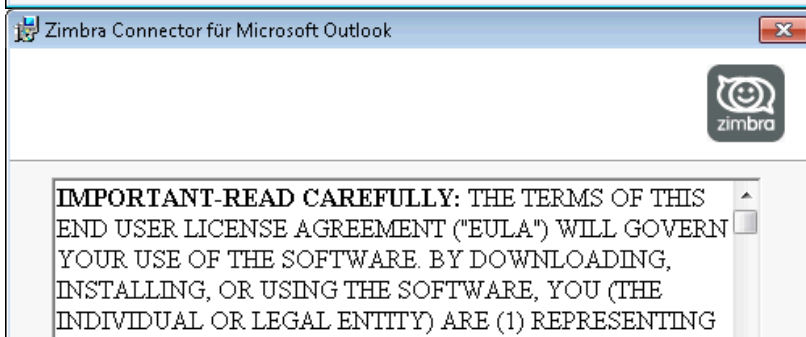 Zimbra Connector für Microsoft Outlook
zimbra
IMPORTANT-READ CAREFULLY: THE TERMS OF THIS
END USER LICENSE AGREEMENT ("EULA") WILL GOVERN
YOUR USE OF THE SOFTWARE. BY DOWNLOADING,
INSTALLING, OR USING THE SOFTWARE, YOU (THE
INDIVIDUAL OR LEGAL ENTITY) ARE (1) REPRESENTING